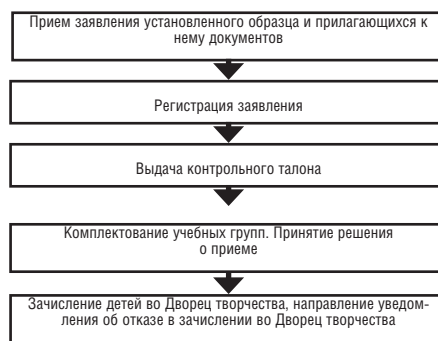 Прием заявления установленного образца и прилагающихся к
нему документов
Регистрация заявления
Выдача контрольного талона
Комплектование учебных групп. Принятие решения
о приеме
Зачисление детей во Дворец творчества, направление уведом-
ления об отказе в зачислении во Дворец творчества